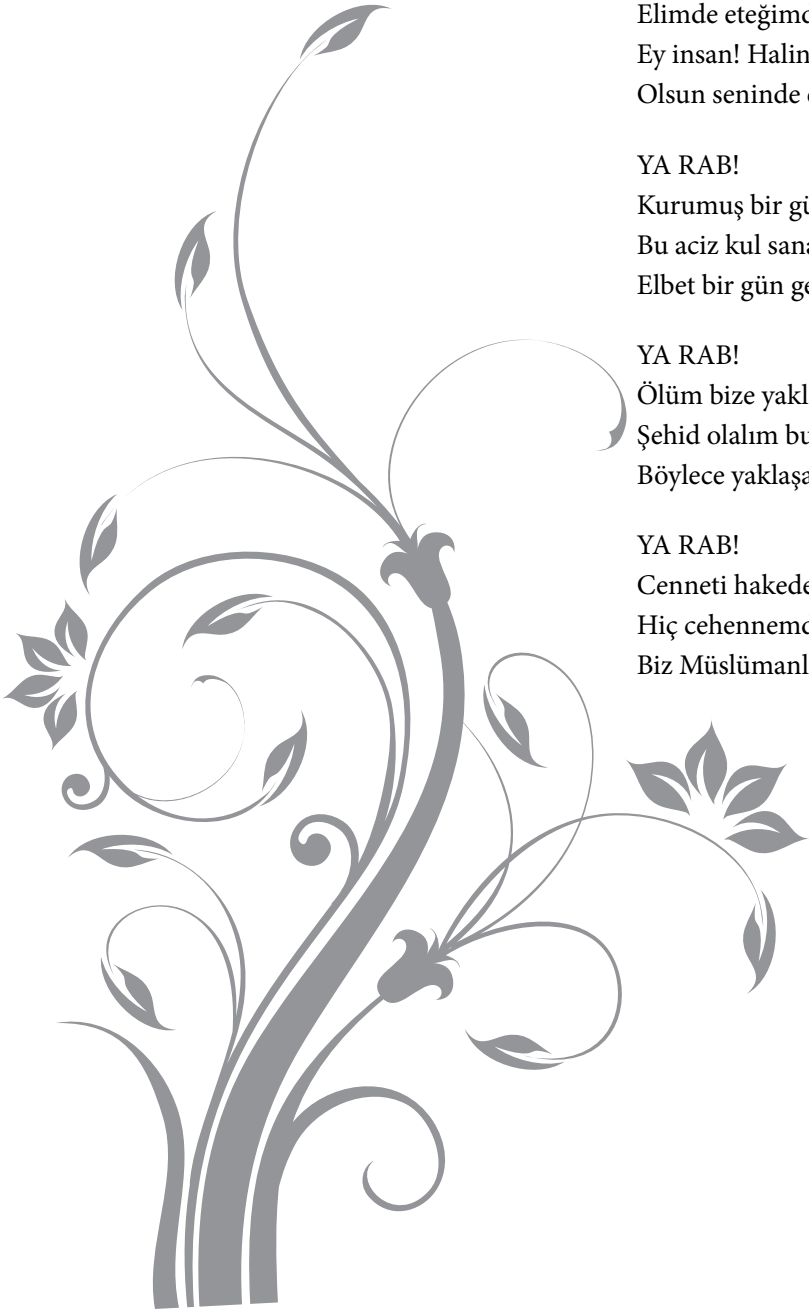 Elimde eteğimd
Ey insan! Halin
Olsun seninde
YA RAB!
Kurumuş bir gü
Bu aciz kul sana
Elbet bir gün ge
YA RAB!
Ölüm bize yakl
Şehid olalım bu
Böylece yaklaşa
YA RAB!
Cenneti hakede
Hiç cehennemd
Biz Müslümanl